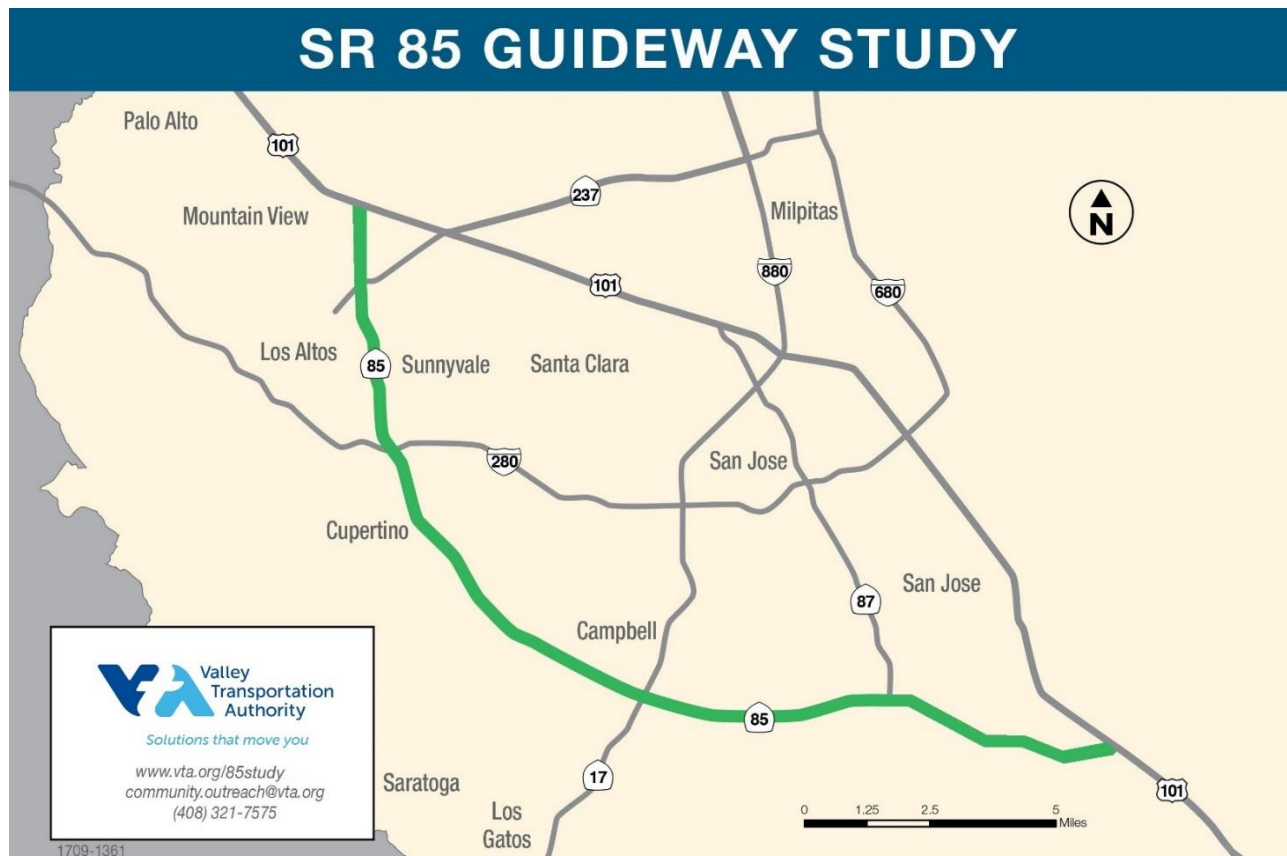 SR 85 GUIDEWAY STUDY
Palo Alto
101
237
Mountain View
Milpitas
N
880
101
680
Los Altos
85
Sunnyvale
Santa Clara
280
San Jose
Cupertino
San Jose
87
Campbell
VTA
Valley
Transportation
Authority
Solutions that move you
www.vta.org/85study
community.outreach@vta.org
(408) 321-7575
85
Saratoga
17
Los
Gatos
101
0 1.25 2.5 5
Miles
1709-1361